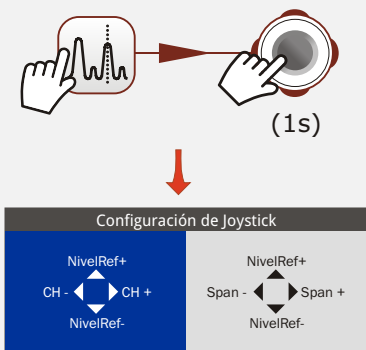 (1s)
Configuración de Joystick
NivelRef+
CH - CH +
NivelRef-
NivelRef+
Span - Span +
NivelRef-